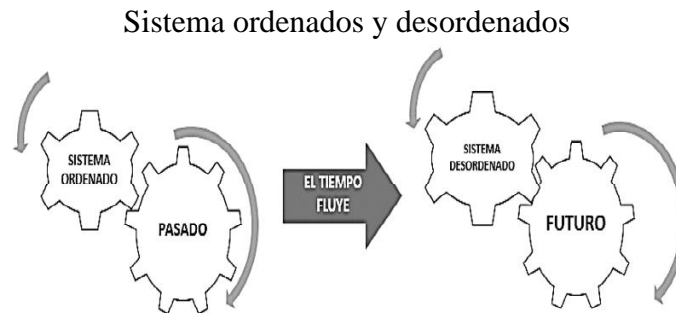 Sistema ordenados y desordenados
SISTEMA
ORDENADO
PASADO
EL TIEMPO
FLUYE
SISTEMA
DESORDENADO
FUTURO